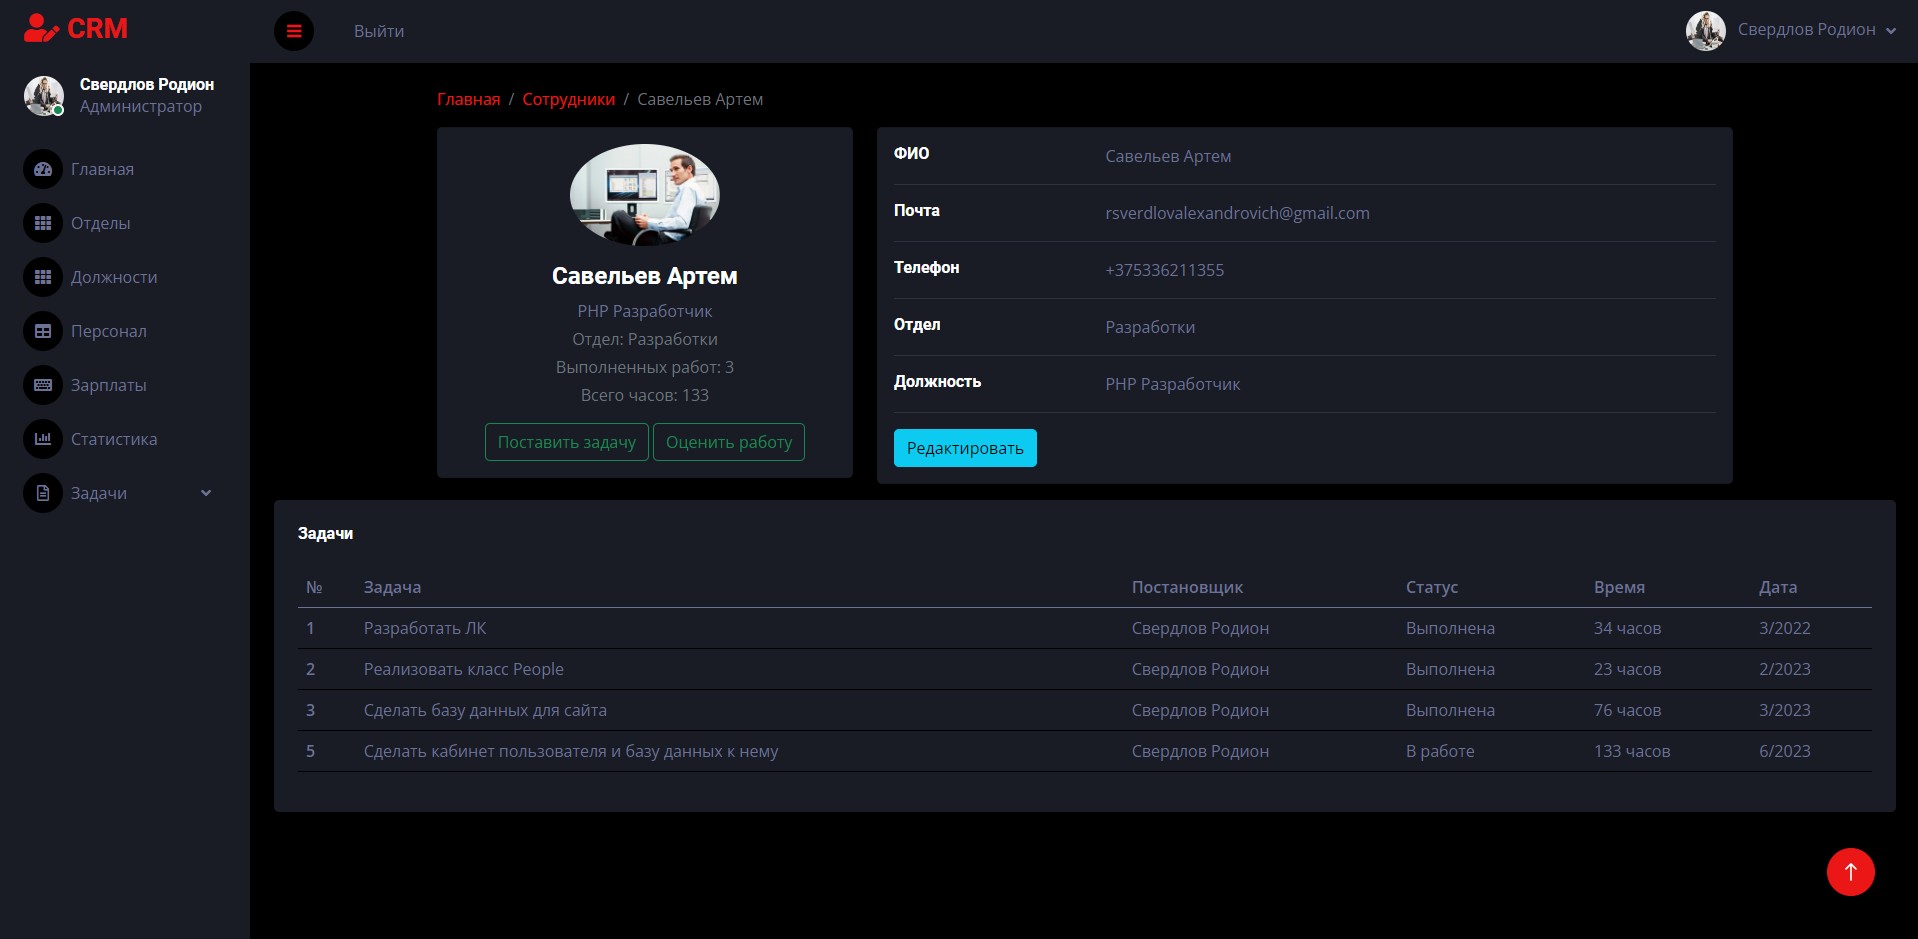 CRM
Выйти
Свердлов Родион
Свердлов Родион
Администратор
Главная
Отделы
Должности
Персонал
Зарплаты
Статистика
Задачи
Главная / Сотрудники / Савельев Артем
Савельев Артем
PHP Разработчик
Отдел: Разработки
Выполненных работ: 3
Всего часов: 133
Поставить задачу Оценить работу
ФИО Савельев Артем
Почта rsverdlovalexandrovich@gmail.com
Телефон +375336211355
Отдел Разработки
Должность PHP Разработчик
Редактировать
Задачи
№ Задача Постановщик Статус Время Дата
1 Разработать ЛК Свердлов Родион Выполнена 34 часов 3/2022
2 Реализовать класс People Свердлов Родион Выполнена 23 часов 2/2023
3 Сделать базу данных для сайта Свердлов Родион Выполнена 76 часов 3/2023
5 Сделать кабинет пользователя и базу данных к нему Свердлов Родион В работе 133 часов 6/2023